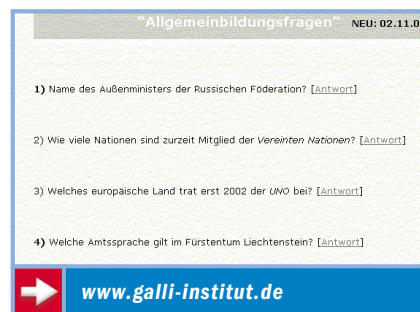 "Allgemeinbildungsfragen" NEU: 02.11.0
1) Name des Außenministers der Russischen Föderation? [Antwort]
2) Wie viele Nationen sind zurzeit Mitglied der Vereinten Nationen? [Antwort]
3) Welches europäische Land trat erst 2002 der UNO bei? [Antwort]
4) Welche Amtssprache gilt im Fürstentum Liechtenstein? [Antwort]
www.galli-institut.de